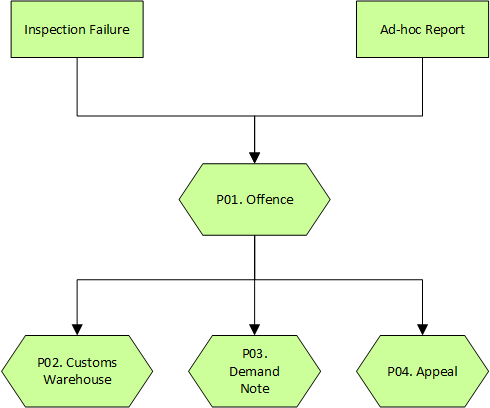 Inspection Failure
Ad-hoc Report
P01. Offence
P02. Customs
Warehouse
P03.
Demand
Note
P04. Appeal